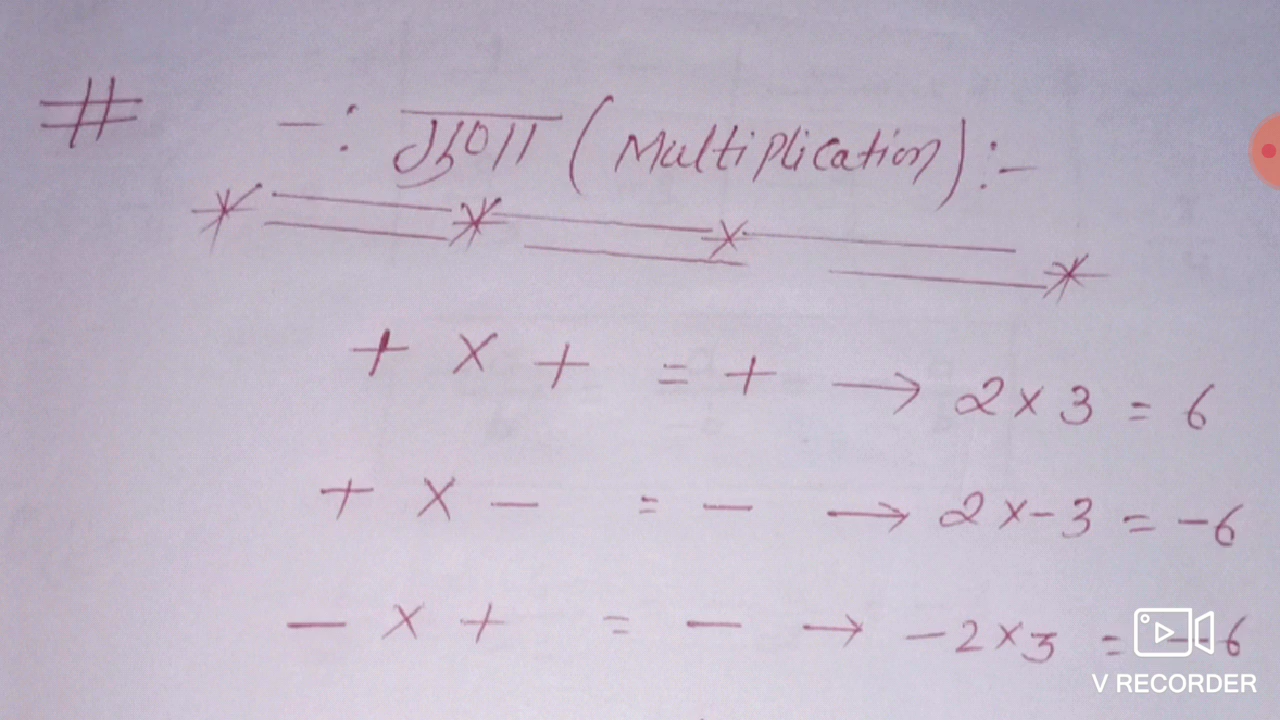 # -: गुणा (Multiplication) :-
+ × + = + → 2 × 3 = 6
+ × - = - → 2 × -3 = -6
- × + = - → -2 × 3 = -6
V RECORDER